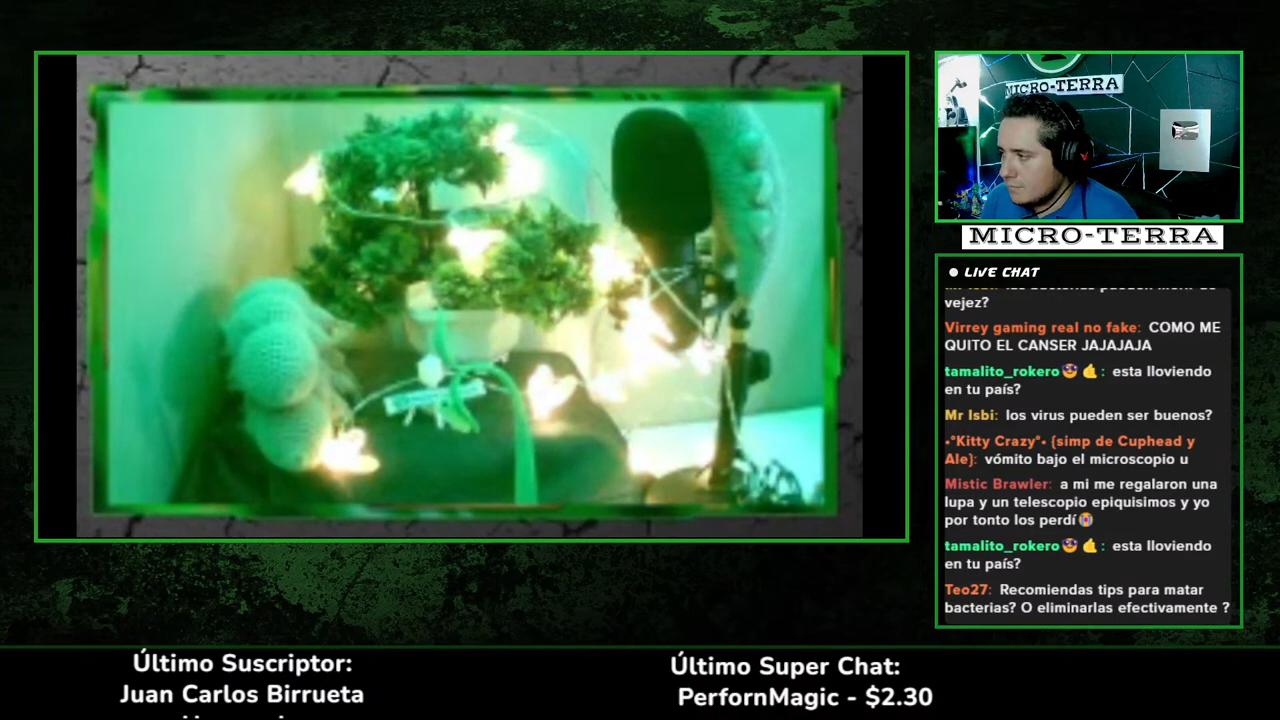 MICRO-TERRA
MICRO-TERRA
LIVE CHAT
vejez?
Virrey gaming real no fake: COMO ME
QUITO EL CANSER JAJAJAJA
tamalito_rokero😎🤙: esta lloviendo
en tu país?
Mr Isbi: los virus pueden ser buenos?
•°Kitty Crazy°• (simp de Cuphead y
Ale): vómito bajo el microscopio u
Mistic Brawler: a mi me regalaron una
lupa y un telescopio epiquisimos y yo
por tonto los perdí😭
tamalito_rokero😎🤙: esta lloviendo
en tu país?
Teo27: Recomiendas tips para matar
bacterias? O eliminarlas efectivamente ?
Último Suscriptor:
Juan Carlos Birrueta
Último Super Chat:
PerfornMagic - $2.30